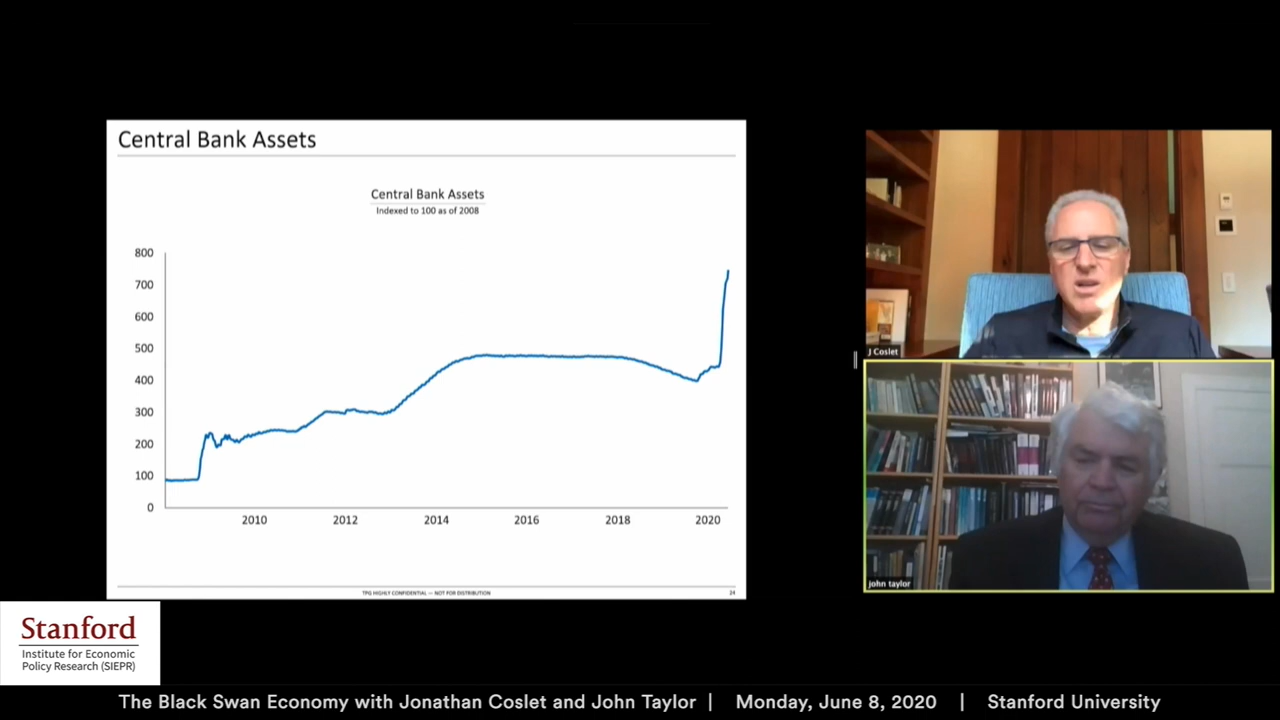 Central Bank Assets
Central Bank Assets
Indexed to 100 as of 2008
800
700
600
500
400
300
200
100
0
2010 2012 2014 2016 2018 2020
TPG HIGHLY CONFIDENTIAL — NOT FOR DISTRIBUTION 24
J Coslet
john taylor
Stanford
Institute for Economic
Policy Research (SIEPR)
The Black Swan Economy with Jonathan Coslet and John Taylor | Monday, June 8, 2020 | Stanford University